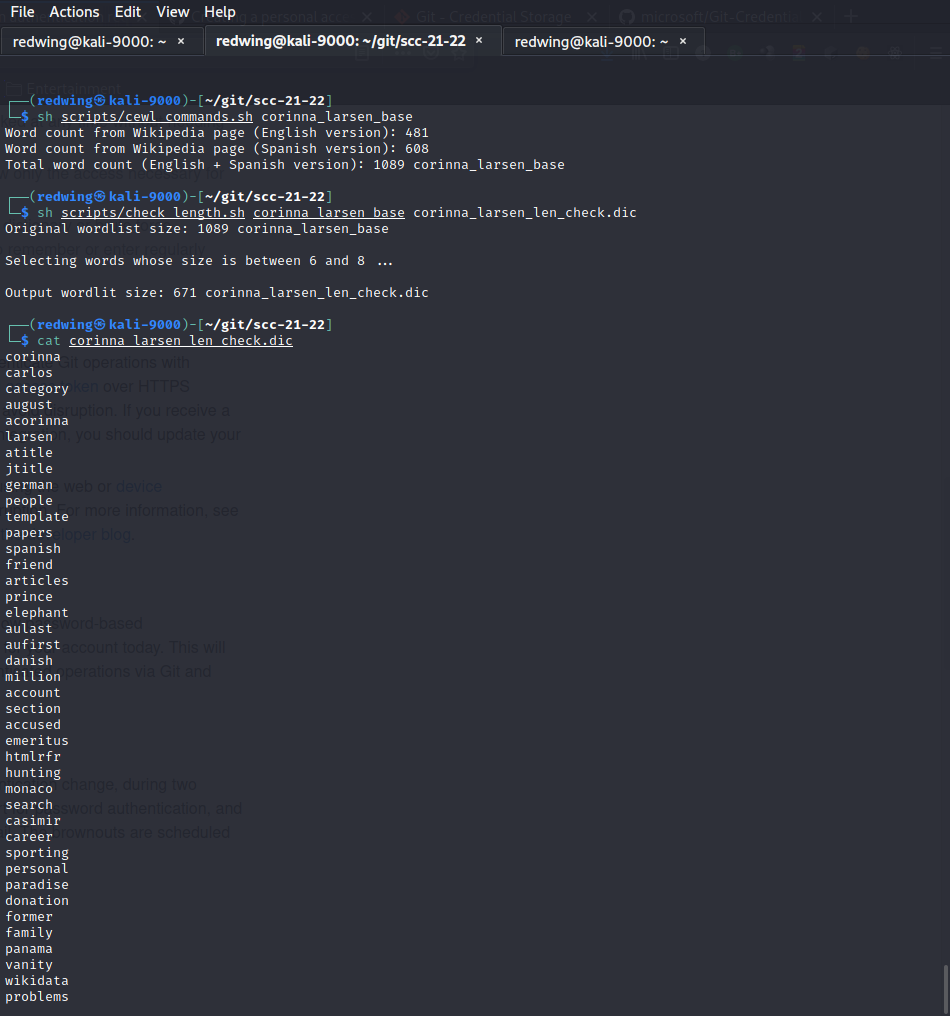 File Actions Edit View Help
redwing@kali-9000: ~ × redwing@kali-9000: ~/git/scc-21-22 × redwing@kali-9000: ~ ×
┌──(redwing㉿kali-9000)-[~/git/scc-21-22]
└─$ sh scripts/cewl_commands.sh corinna_larsen_base
Word count from Wikipedia page (English version): 481
Word count from Wikipedia page (Spanish version): 608
Total word count (English + Spanish version): 1089 corinna_larsen_base
┌──(redwing㉿kali-9000)-[~/git/scc-21-22]
└─$ sh scripts/check_length.sh corinna_larsen_base corinna_larsen_len_check.dic
Original wordlist size: 1089 corinna_larsen_base
Selecting words whose size is between 6 and 8 ...
Output wordlit size: 671 corinna_larsen_len_check.dic
┌──(redwing㉿kali-9000)-[~/git/scc-21-22]
└─$ cat corinna_larsen_len_check.dic
corinna
carlos
category
august
acorinna
larsen
atitle
jtitle
german
people
template
papers
spanish
friend
articles
prince
elephant
aulast
aufirst
danish
million
account
section
accused
emeritus
htmlrfr
hunting
monaco
search
casimir
career
sporting
personal
paradise
donation
former
family
panama
vanity
wikidata
problems